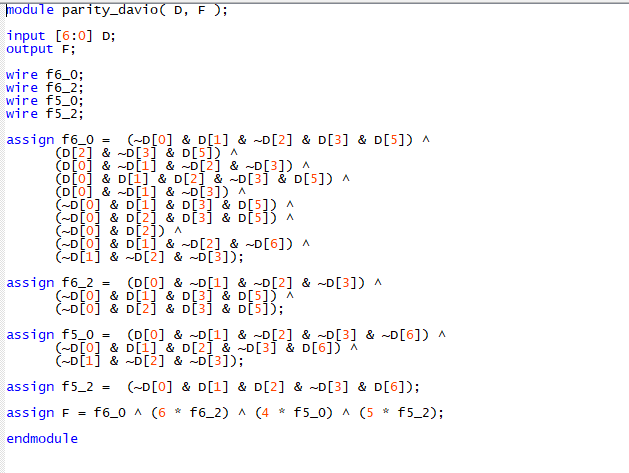 module parity_davio( D, F );
input [6:0] D;
output F;
wire f6_0;
wire f6_2;
wire f5_0;
wire f5_2;
assign f6_0 =  (~D[0] & D[1] & ~D[2] & D[3] & D[5]) ^
(D[2] & ~D[3] & D[5]) ^
(D[0] & ~D[1] & ~D[2] & ~D[3]) ^
(D[0] & D[1] & D[2] & ~D[3] & D[5]) ^
(D[0] & ~D[1] & ~D[3]) ^
(~D[0] & D[1] & D[3] & D[5]) ^
(~D[0] & D[2] & D[3] & D[5]) ^
(~D[0] & D[2]) ^
(~D[0] & D[1] & ~D[2] & ~D[6]) ^
(~D[1] & ~D[2] & ~D[3]);
assign f6_2 =  (D[0] & ~D[1] & ~D[2] & ~D[3]) ^
(~D[0] & D[1] & D[3] & D[5]) ^
(~D[0] & D[2] & D[3] & D[5]);
assign f5_0 =  (D[0] & ~D[1] & ~D[2] & ~D[3] & ~D[6]) ^
(~D[0] & D[1] & D[2] & ~D[3] & D[6]) ^
(~D[1] & ~D[2] & ~D[3]);
assign f5_2 =  (~D[0] & D[1] & D[2] & ~D[3] & D[6]);
assign F = f6_0 ^ (6 * f6_2) ^ (4 * f5_0) ^ (5 * f5_2);
endmodule